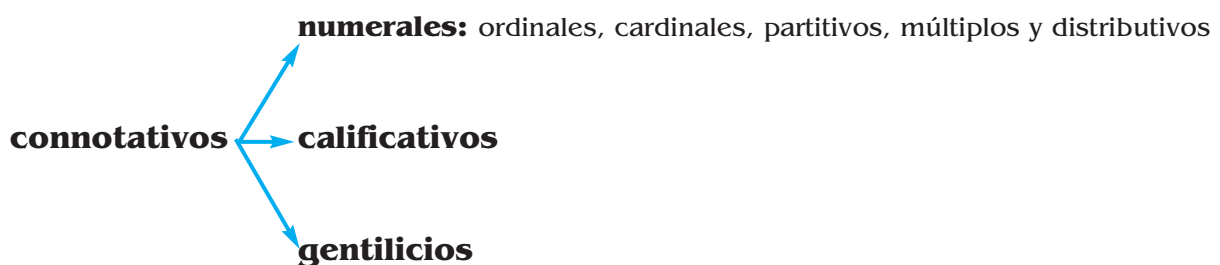 numerales: ordinales, cardinales, partitivos, múltiplos y distributivos
connotativos
calificativos
gentilicios